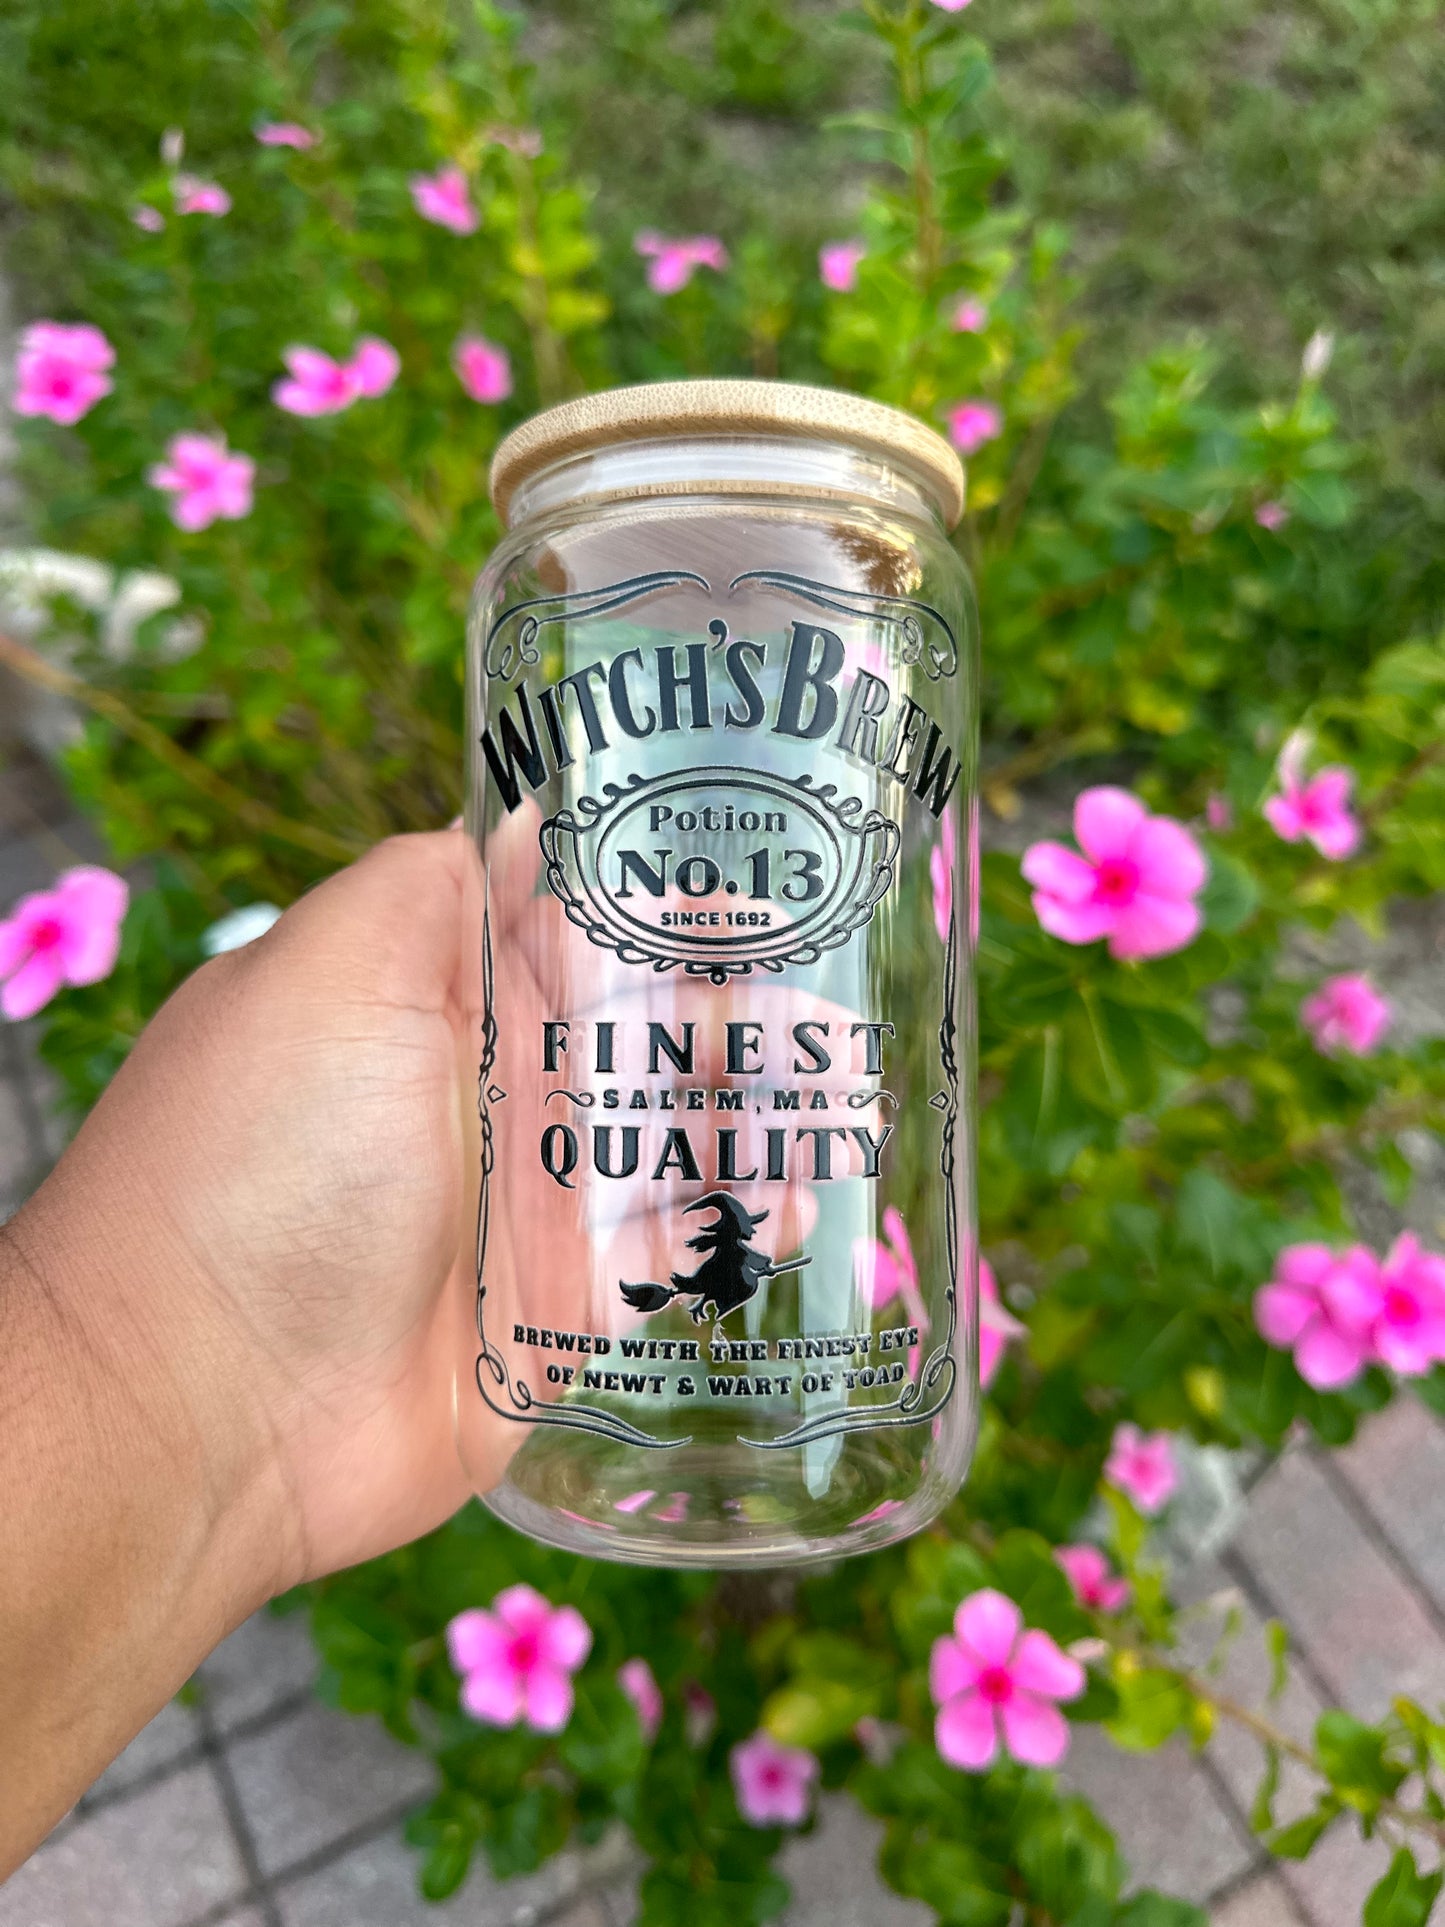 WITCH'S BREW
Potion
No.13
SINCE 1692
FINEST
SALEM, MA
QUALITY
BREWED WITH THE FINEST EYE
OF NEWT & WART OF TOAD